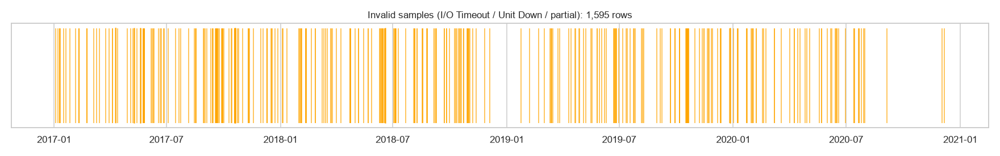 Invalid samples (I/O Timeout / Unit Down / partial): 1,595 rows
2017-01 2017-07 2018-01 2018-07 2019-01 2019-07 2020-01 2020-07 2021-01